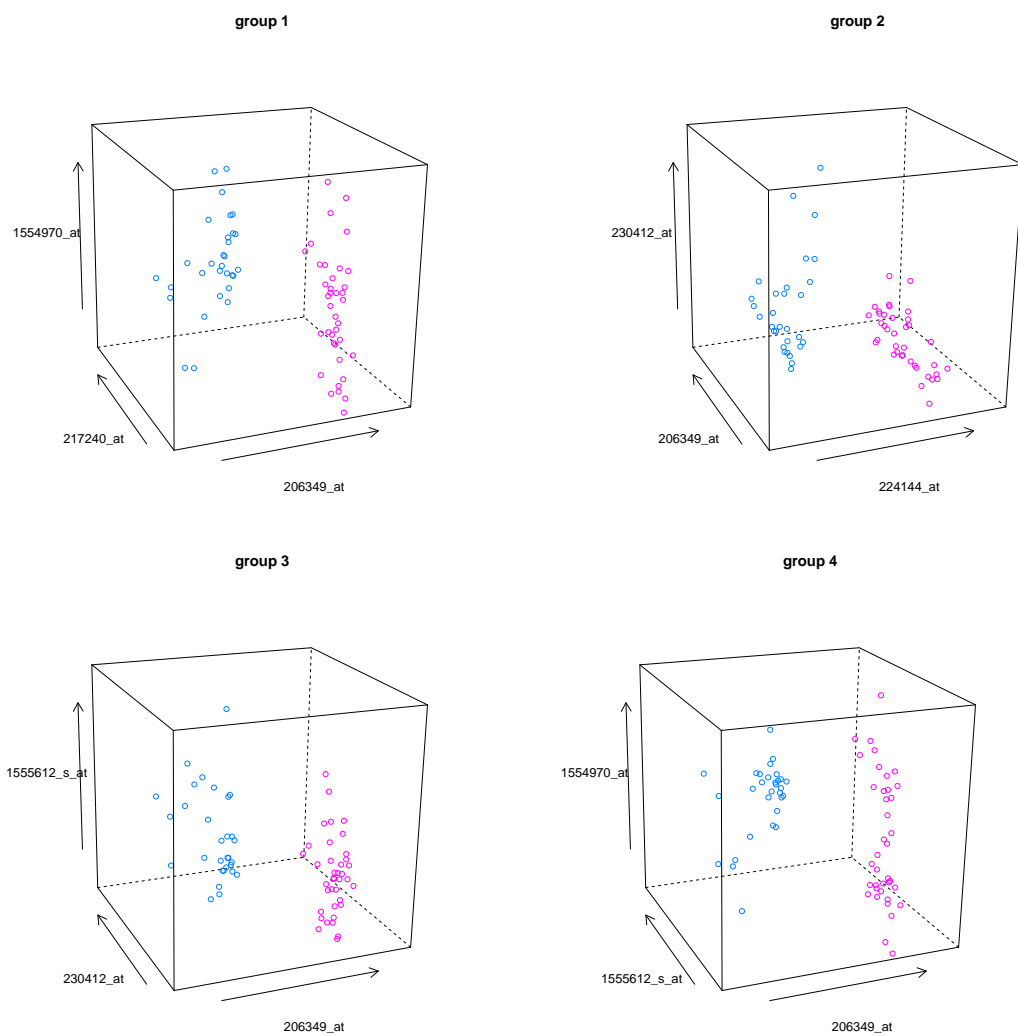 group 1
group 2
1554970_at
230412_at
217240_at
206349_at
206349_at
224144_at
group 3
group 4
1555612_s_at
1554970_at
230412_at
1555612_s_at
206349_at
206349_at